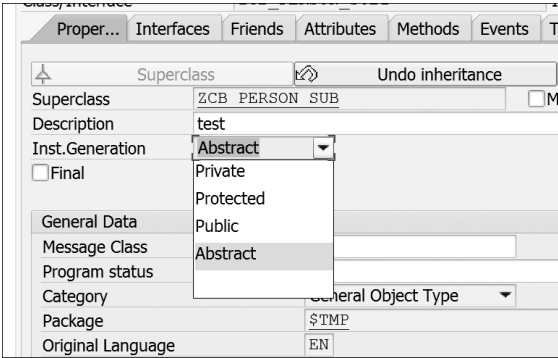 Class/Interface
Proper... Interfaces Friends Attributes Methods Events T
Superclass Undo inheritance
Superclass ZCB PERSON SUB M
Description test
Inst.Generation Abstract
Final Private
Protected
Public
Abstract
General Data
Message Class
Program status
Category General Object Type
Package $TMP
Original Language EN